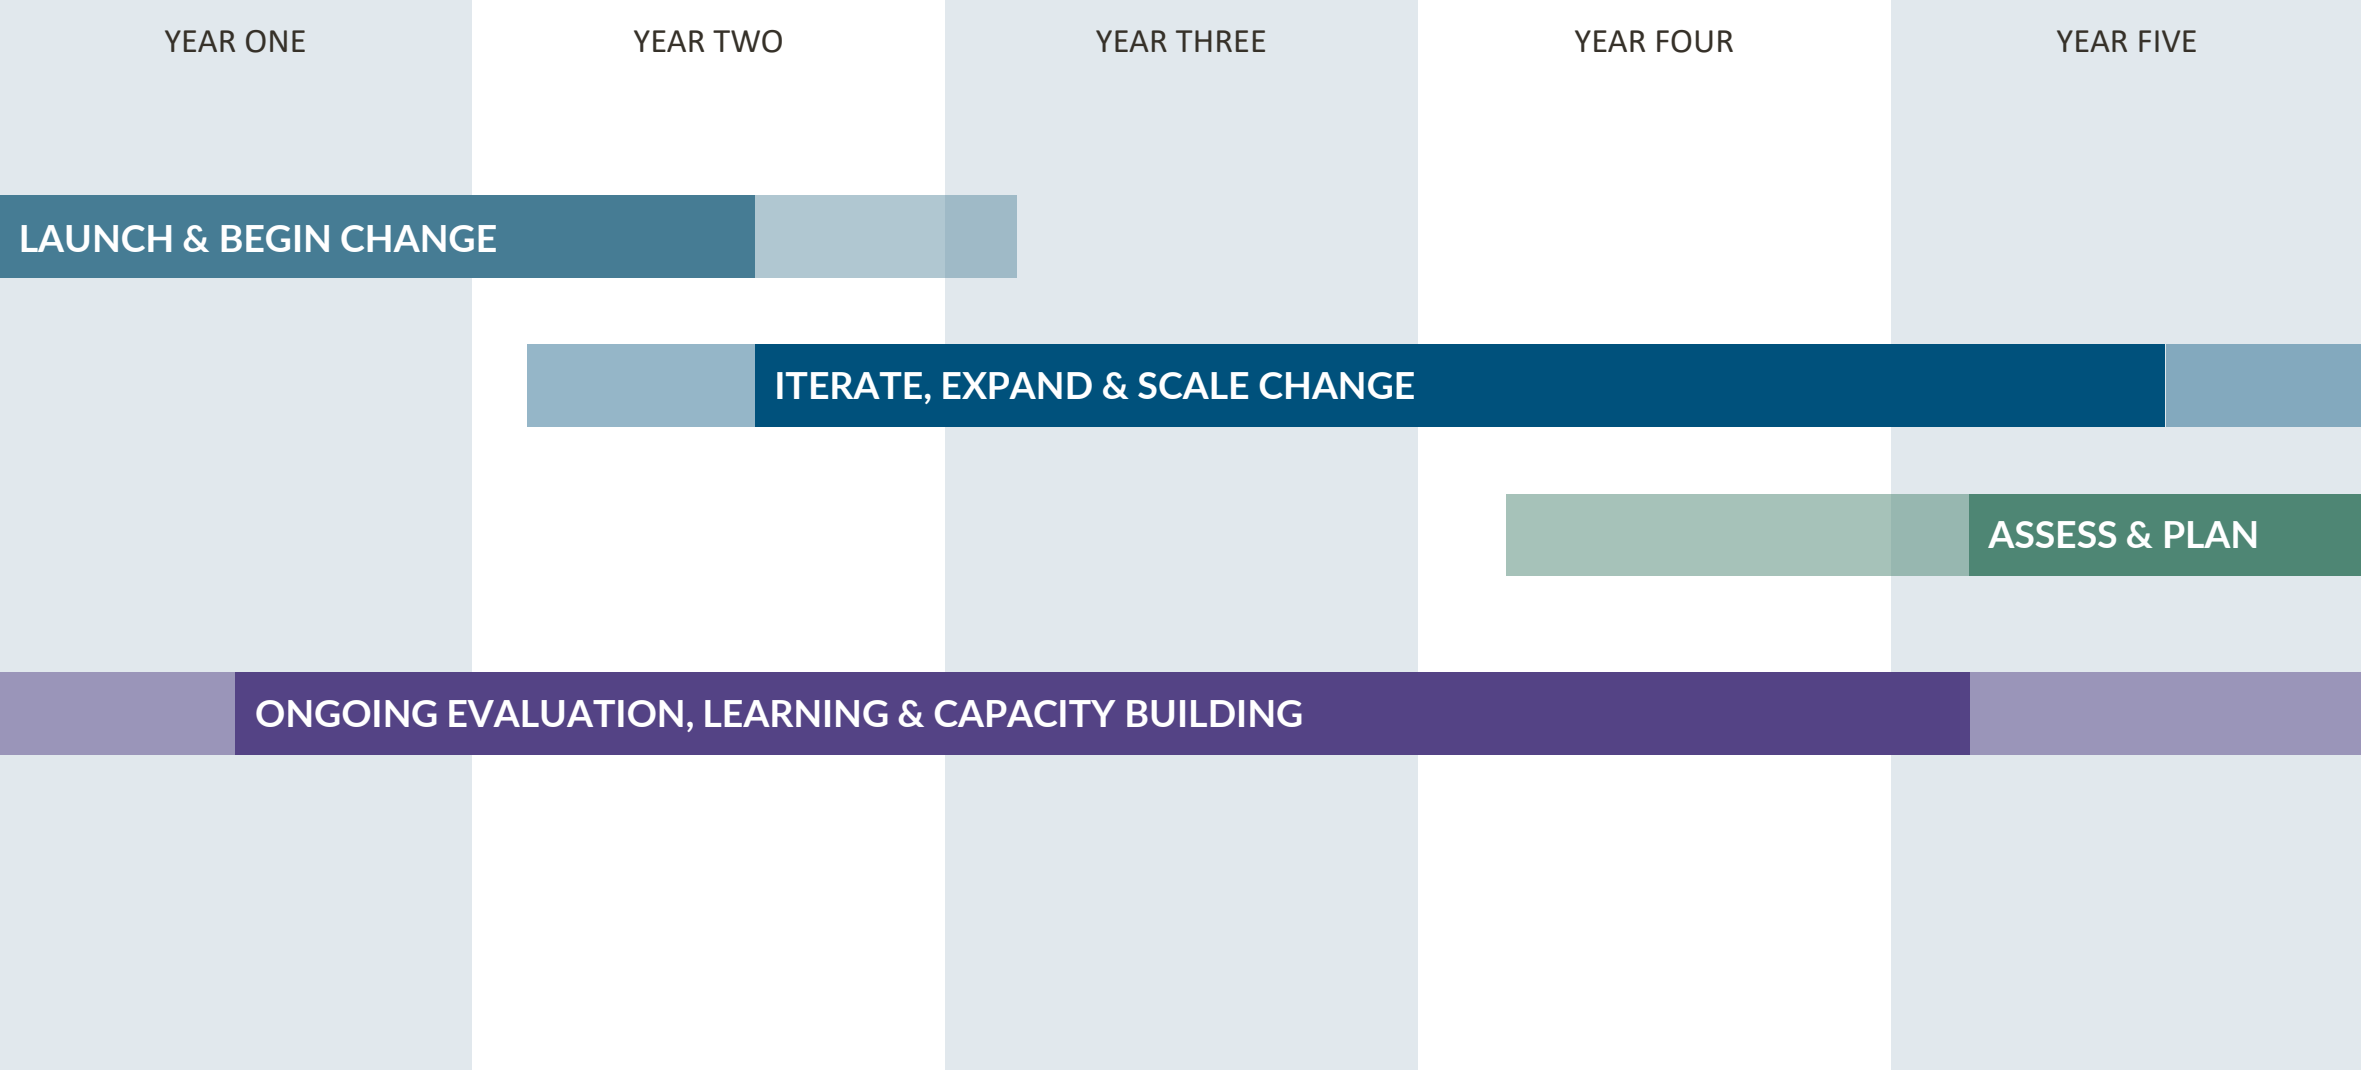 YEAR ONE
YEAR TWO
YEAR THREE
YEAR FOUR
YEAR FIVE
LAUNCH & BEGIN CHANGE
ITERATE, EXPAND & SCALE CHANGE
ASSESS & PLAN
ONGOING EVALUATION, LEARNING & CAPACITY BUILDING